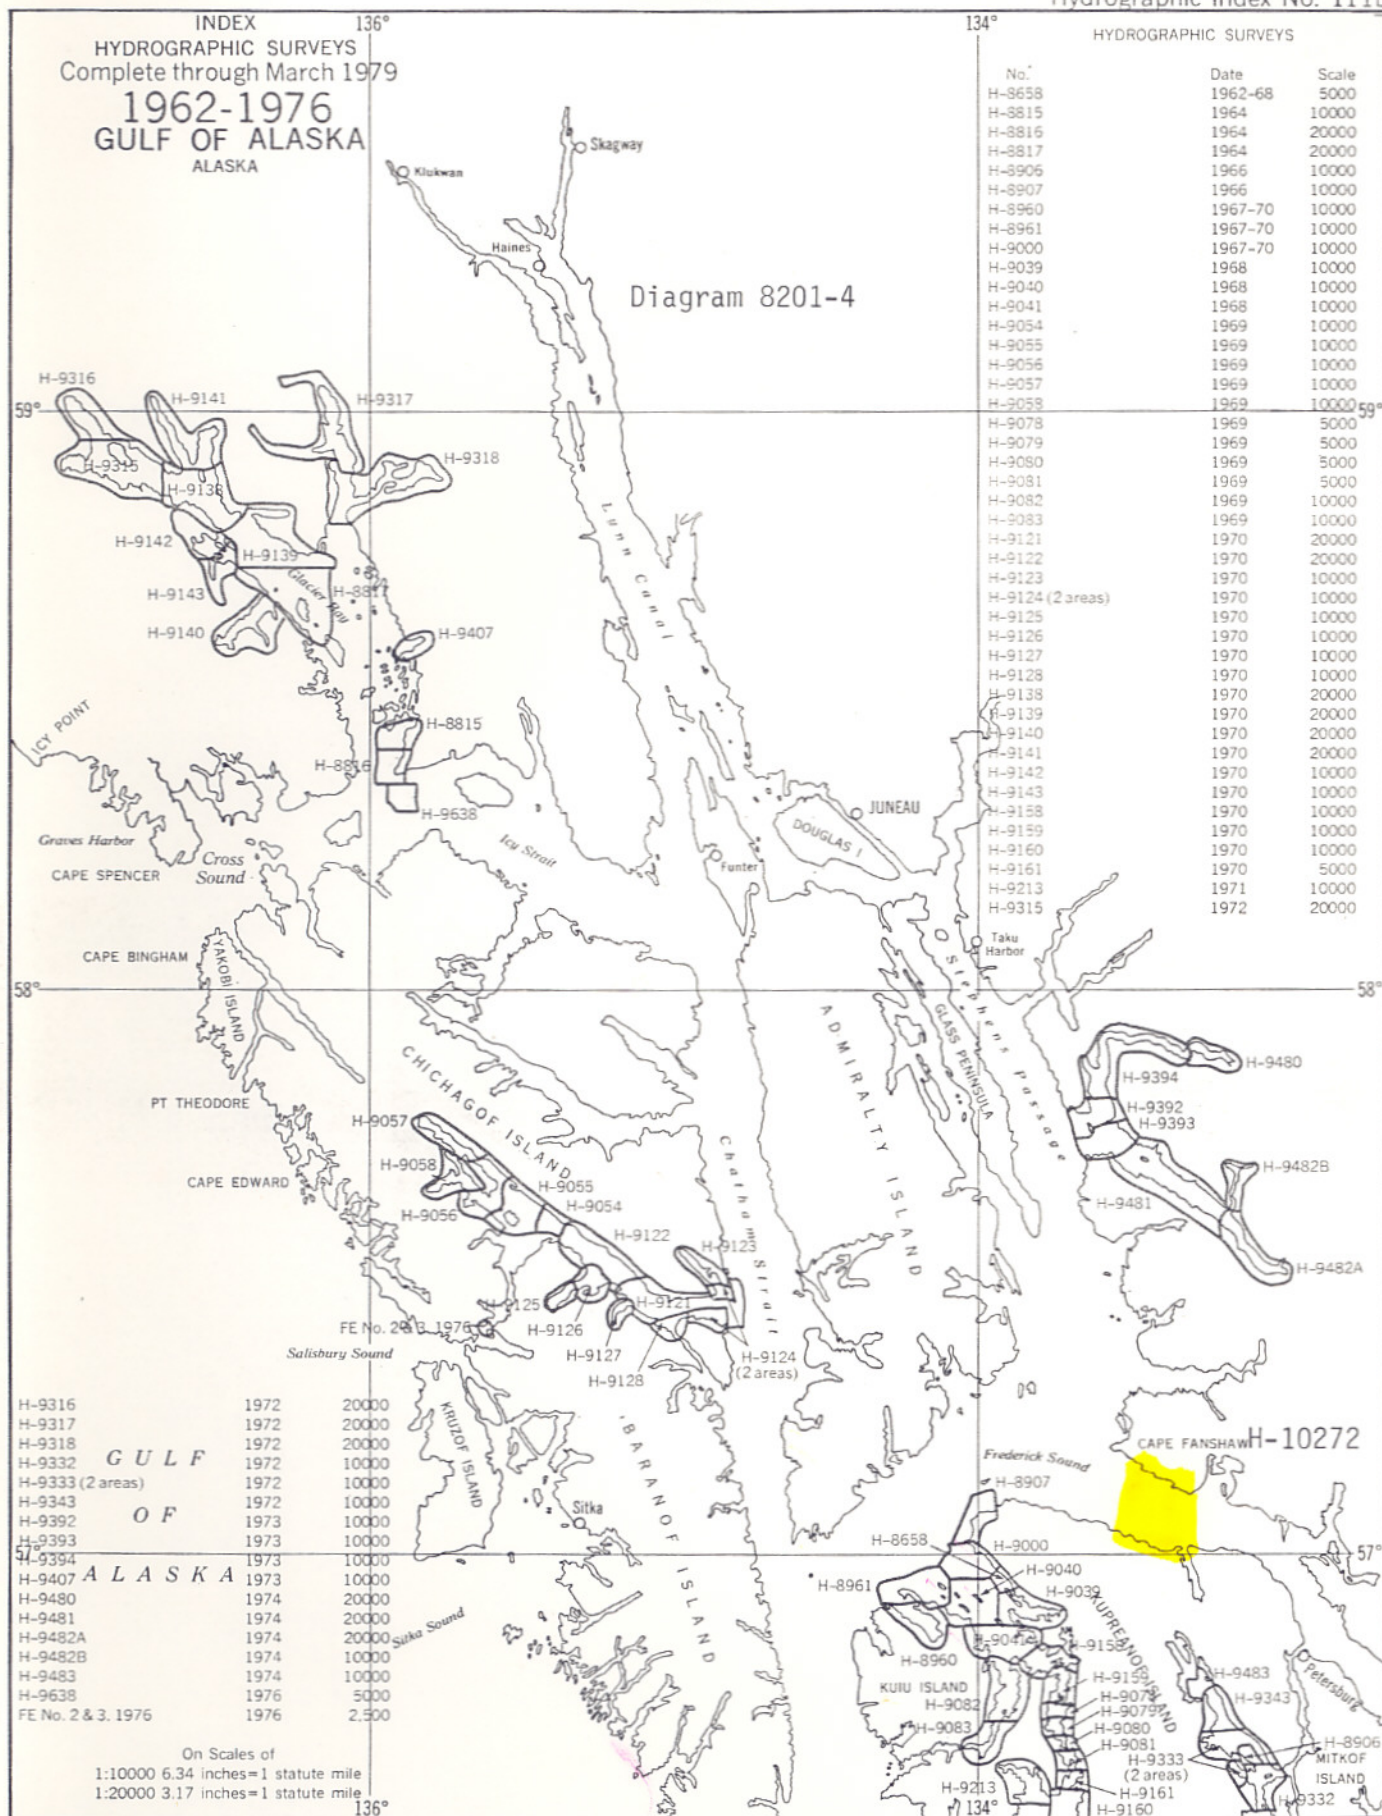 Hydrographic Index No. 111
INDEX
HYDROGRAPHIC SURVEYS
Complete through March 1979
1962-1976
GULF OF ALASKA
ALASKA
136°
134°
HYDROGRAPHIC SURVEYS
No. Date Scale
H-8658 1962-68 5000
H-8815 1964 10000
H-8816 1964 20000
H-8817 1964 20000
H-8906 1966 10000
H-8907 1966 10000
H-8960 1967-70 10000
H-8961 1967-70 10000
H-9000 1967-70 10000
H-9039 1968 10000
H-9040 1968 10000
H-9041 1968 10000
H-9054 1969 10000
H-9055 1969 10000
H-9056 1969 10000
H-9057 1969 10000
H-9058 1969 10000
H-9078 1969 5000
H-9079 1969 5000
H-9080 1969 5000
H-9081 1969 5000
H-9082 1969 10000
H-9083 1969 10000
H-9121 1970 20000
H-9122 1970 20000
H-9123 1970 10000
H-9124 (2 areas) 1970 10000
H-9125 1970 10000
H-9126 1970 10000
H-9127 1970 10000
H-9128 1970 10000
H-9138 1970 20000
H-9139 1970 20000
H-9140 1970 20000
H-9141 1970 20000
H-9142 1970 10000
H-9143 1970 10000
H-9158 1970 10000
H-9159 1970 10000
H-9160 1970 10000
H-9161 1970 5000
H-9213 1971 10000
H-9315 1972 20000
Skagway
Klukwan
Haines
Diagram 8201-4
H-9316
H-9141
H-9317
59°
59°
H-9315
H-9138
H-9318
H-9142
H-9139
Glacier Bay
H-8817
H-9143
H-9140
H-9407
Lynn Canal
ICY POINT
H-8815
H-8816
H-9638
JUNEAU
DOUGLAS I
Graves Harbor
Cross
Sound
CAPE SPENCER
Icy Strait
Funter
Taku
Harbor
CAPE BINGHAM
YAKOBI ISLAND
58°
58°
Stephens Passage
GLASS PENINSULA
ADMIRALTY ISLAND
CHICHAGOF ISLAND
Chatham Strait
PT THEODORE
CAPE EDWARD
H-9480
H-9394
H-9392
H-9393
H-9482B
H-9481
H-9482A
H-9057
H-9058
H-9055
H-9056
H-9054
H-9122
H-9123
H-9125
H-9121
FE No. 2 & 3, 1976
H-9126
Salisbury Sound
H-9127
H-9124
(2 areas)
H-9128
H-9316 1972 20000
H-9317 1972 20000
H-9318 1972 20000
H-9332 1972 10000
H-9333 (2 areas) 1972 10000
H-9343 1972 10000
H-9392 1973 10000
H-9393 1973 10000
H-9394 1973 10000
H-9407 1973 10000
H-9480 1974 20000
H-9481 1974 20000
H-9482A 1974 20000
H-9482B 1974 10000
H-9483 1974 10000
H-9638 1976 5000
FE No. 2 & 3, 1976 1976 2,500
GULF
OF
ALASKA
KRUZOF ISLAND
BARANOF ISLAND
Sitka
Sitka Sound
CAPE FANSHAW
H-10272
Frederick Sound
H-8907
H-8658
H-9000
57°
57°
H-9040
H-8961
H-9039
KUPREANOF ISLAND
H-9041
H-9158
H-8960
H-9159
H-9483
Petersburg
KUIU ISLAND
H-9078
H-9343
H-9082
H-9079
H-9083
H-9080
H-9081
H-8906
H-9333
(2 areas)
MITKOF
ISLAND
H-9213
H-9161
H-9332
H-9160
On Scales of
1:10000 6.34 inches=1 statute mile
1:20000 3.17 inches=1 statute mile
136°
134°